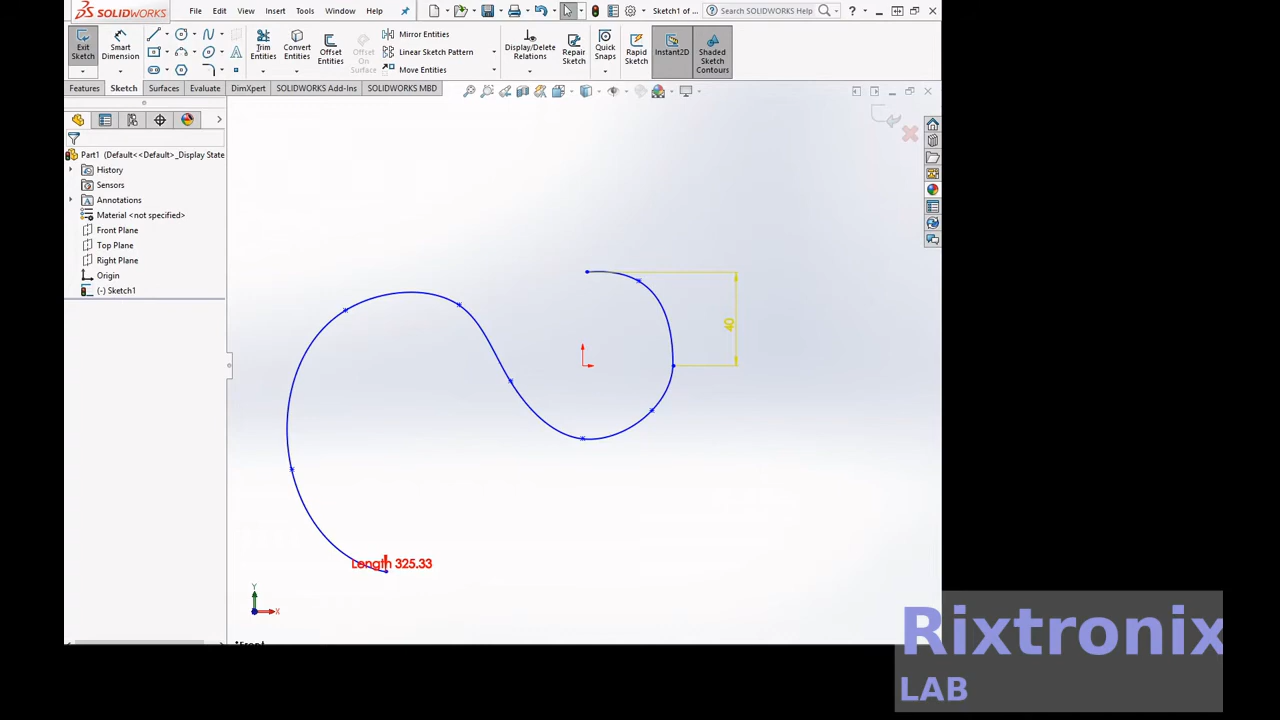 SOLIDWORKS File Edit View Insert Tools Window Help Sketch1 of ... Search SOLIDWORKS Help
Exit Sketch Smart Dimension Trim Entities Convert Entities Offset Entities Offset On Surface Mirror Entities Linear Sketch Pattern Move Entities Display/Delete Relations Repair Sketch Quick Snaps Rapid Sketch Instant2D Shaded Sketch Contours
Features Sketch Surfaces Evaluate DimXpert SOLIDWORKS Add-Ins SOLIDWORKS MBD
Part1 (Default<<Default>_Display State
History
Sensors
Annotations
Material <not specified>
Front Plane
Top Plane
Right Plane
Origin
(-) Sketch1
40
Length 325.33
Y
X
*Front
Rixtronix
LAB